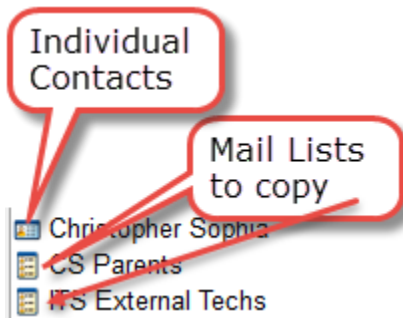 Individual
Contacts
Mail Lists
to copy
Christopher Sophia
CS Parents
ITS External Techs